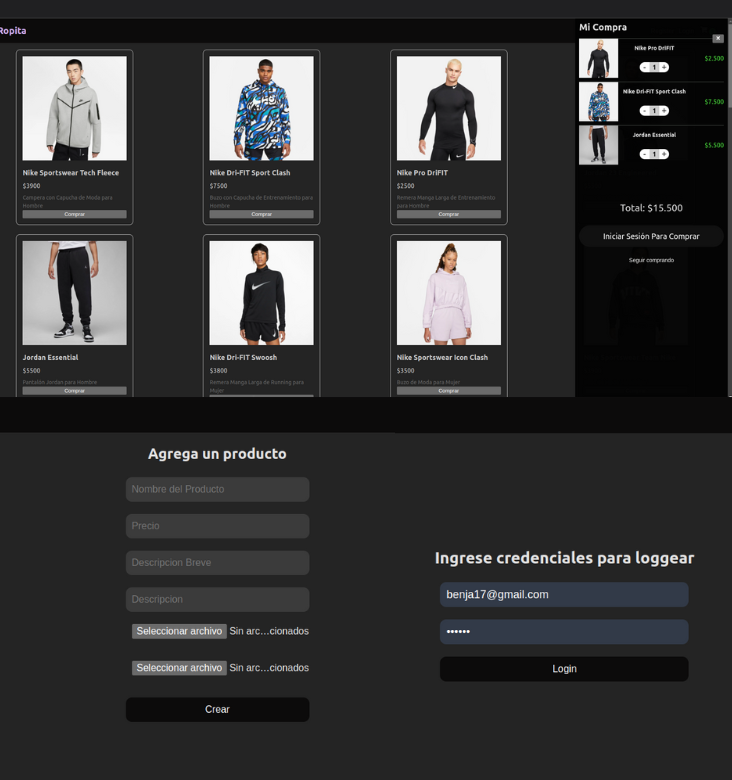 Ropita
Nike Sportswear Tech Fleece
$3900
Campera con Capucha de Moda para
Hombre
Comprar
Nike Dri-FIT Sport Clash
$7500
Buzo con Capucha de Entrenamiento para
Hombre
Comprar
Nike Pro DriFIT
$2500
Remera Manga Larga de Entrenamiento
para Hombre
Comprar
Jordan Essential
$5500
Pantalón Jordan para Hombre
Comprar
Nike Dri-FIT Swoosh
$3800
Remera Manga Larga de Running para
Mujer
Nike Sportswear Icon Clash
$3500
Buzo de Moda para Mujer
Comprar
Mi Compra
x
Nike Pro DriFIT
- 1 +
$2.500
Nike Dri-FIT Sport Clash
- 1 +
$7.500
Jordan Essential
- 1 +
$5.500
Total: $15.500
Iniciar Sesión Para Comprar
Seguir comprando
Agrega un producto
Nombre del Producto
Precio
Descripcion Breve
Descripcion
Seleccionar archivo Sin arc...cionados
Seleccionar archivo Sin arc...cionados
Crear
Ingrese credenciales para loggear
benja17@gmail.com
••••••
Login